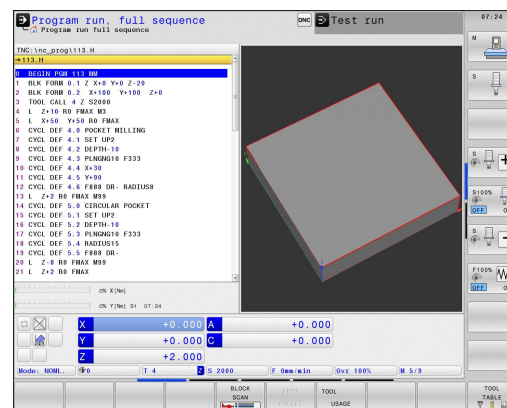 Program run, full sequence
Program run full sequence
DNC
Test run
07:24
TNC:\nc_prog\113.H
→113.H
0 BEGIN PGM 113 MM
1 BLK FORM 0.1 Z X+0 Y+0 Z-20
2 BLK FORM 0.2 X+100 Y+100 Z+0
3 TOOL CALL 4 Z S2000
4 L Z+10 R0 FMAX M3
5 L X+50 Y+50 R0 FMAX
6 CYCL DEF 4.0 POCKET MILLING
7 CYCL DEF 4.1 SET UP2
8 CYCL DEF 4.2 DEPTH-10
9 CYCL DEF 4.3 PLNGNG10 F333
10 CYCL DEF 4.4 X+30
11 CYCL DEF 4.5 Y+90
12 CYCL DEF 4.6 F888 DR- RADIUS8
13 L Z+2 R0 FMAX M99
14 CYCL DEF 5.0 CIRCULAR POCKET
15 CYCL DEF 5.1 SET UP2
16 CYCL DEF 5.2 DEPTH-10
17 CYCL DEF 5.3 PLNGNG10 F333
18 CYCL DEF 5.4 RADIUS15
19 CYCL DEF 5.5 F888 DR-
20 L Z-8 R0 FMAX M99
21 L Z+2 R0 FMAX
0% X[Nm]
0% Y[Nm] S1 07:24
X +0.000 A +0.000
Y +0.000 C +0.000
Z +2.000
Mode: NOML. 0 T 4 Z S 2000 F 0mm/min Ovr 100% M 5/9
M
S
S
S100%
OFF
S
F100%
OFF
BLOCK SCAN
TOOL USAGE
TOOL TABLE